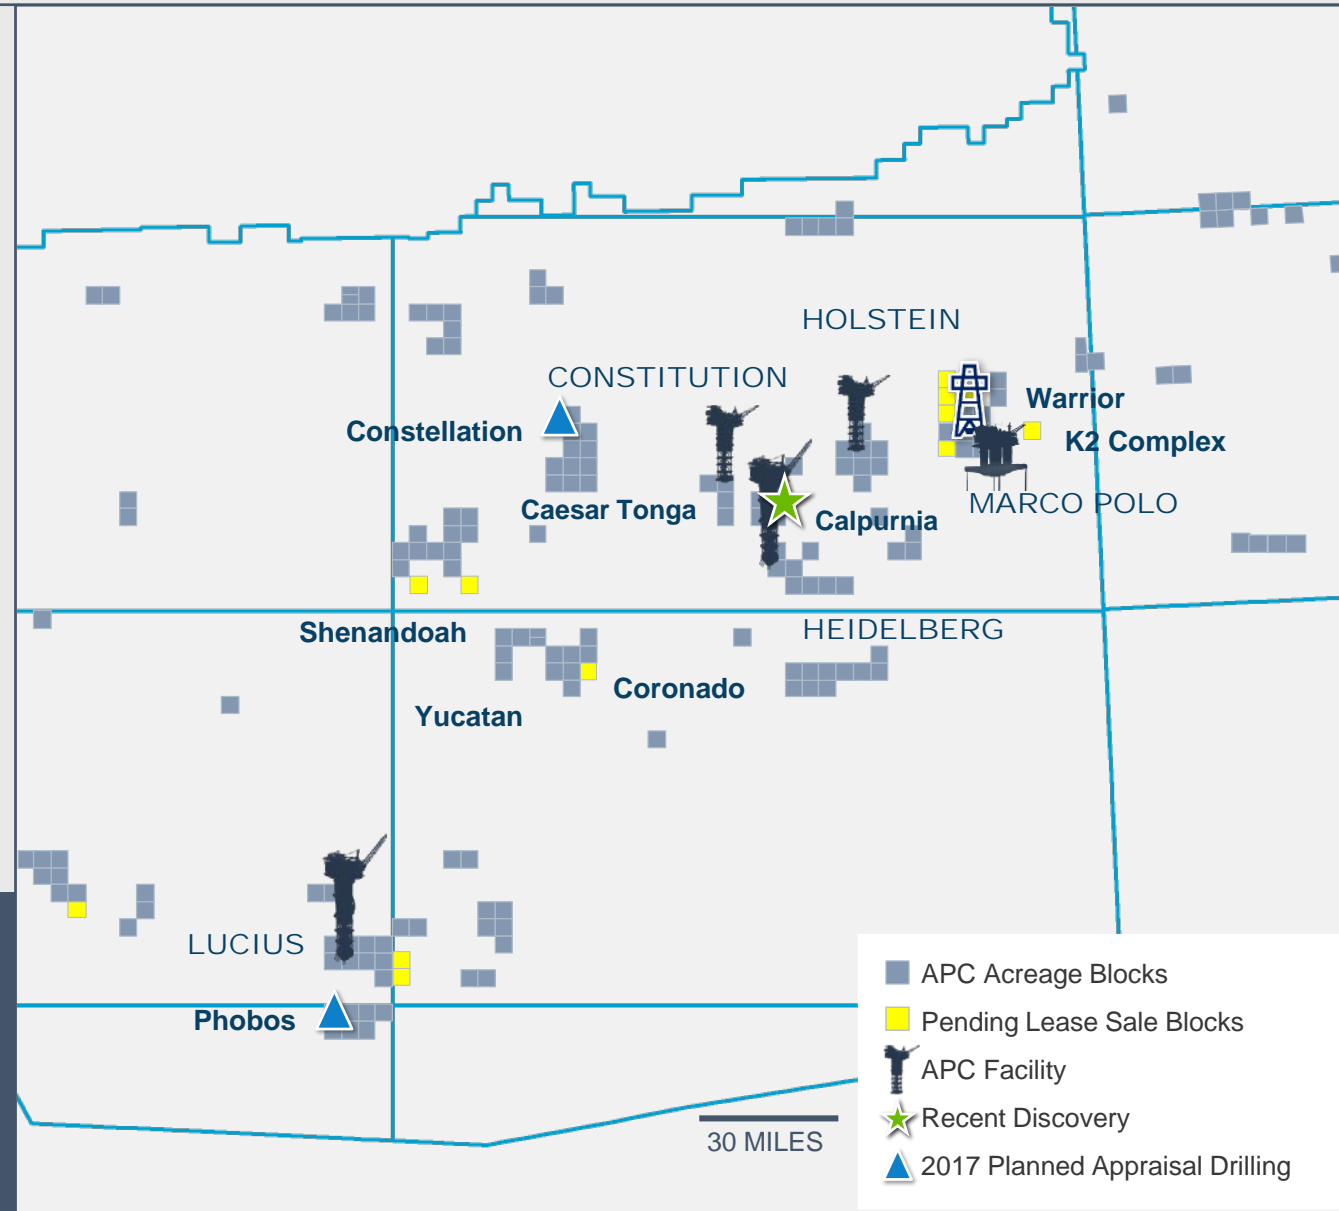 HOLSTEIN
CONSTITUTION
Warrior
Constellation
K2 Complex
MARCO POLO
Caesar Tonga
Calpurnia
Shenandoah
HEIDELBERG
Coronado
Yucatan
LUCIUS
Phobos
APC Acreage Blocks
Pending Lease Sale Blocks
APC Facility
Recent Discovery
2017 Planned Appraisal Drilling
30 MILES